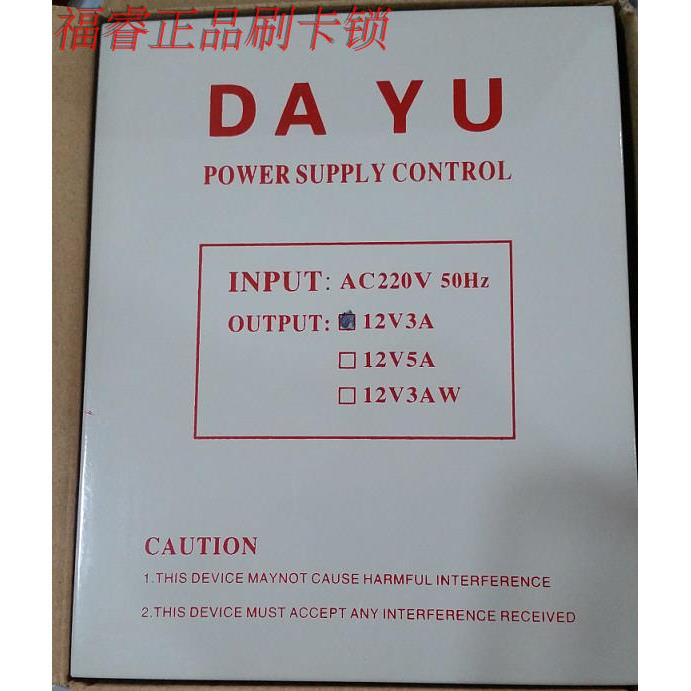 福睿正品刷卡锁
DA YU
POWER SUPPLY CONTROL
INPUT: AC220V 50Hz
OUTPUT: 12V3A
12V5A
12V3AW
CAUTION
1.THIS DEVICE MAYNOT CAUSE HARMFUL INTERFERENCE
2.THIS DEVICE MUST ACCEPT ANY INTERFERENCE RECEIVED